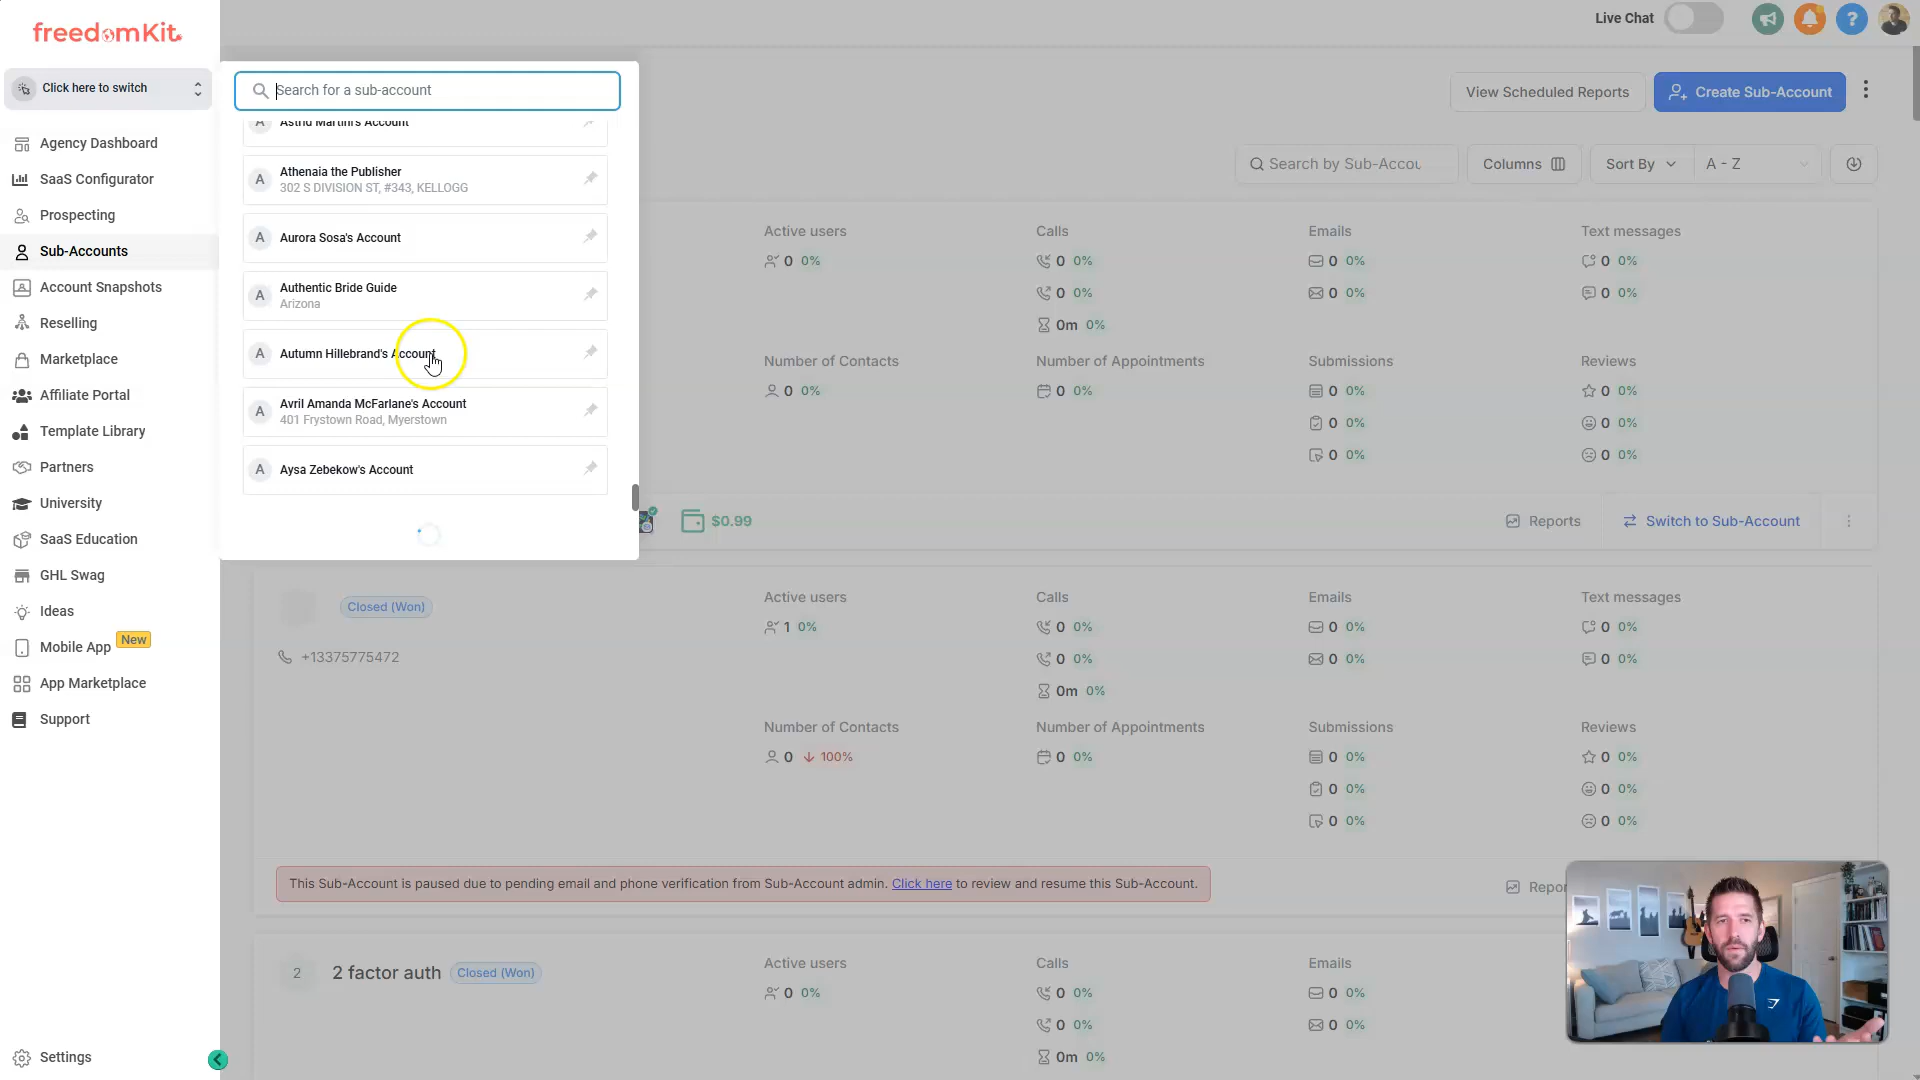 freedomKit.
Click here to switch
Agency Dashboard
SaaS Configurator
Prospecting
Sub-Accounts
Account Snapshots
Reselling
Marketplace
Affiliate Portal
Template Library
Partners
University
SaaS Education
GHL Swag
Ideas
Mobile App New
App Marketplace
Support
Settings
Search for a sub-account
Astrid Martini's Account
A Athenaia the Publisher
302 S DIVISION ST, #343, KELLOGG
A Aurora Sosa's Account
A Authentic Bride Guide
Arizona
A Autumn Hillebrand's Account
A Avril Amanda McFarlane's Account
401 Frystown Road, Myerstown
A Aysa Zebekow's Account
Live Chat
View Scheduled Reports
Create Sub-Account
Search by Sub-Accou
Columns
Sort By
A - Z
Active users Calls Emails Text messages
0 0% 0 0% 0 0% 0 0%
0 0% 0 0% 0 0%
0m 0%
Number of Contacts Number of Appointments Submissions Reviews
0 0% 0 0% 0 0% 0 0%
0 0% 0 0%
0 0% 0 0%
$0.99 Reports Switch to Sub-Account
Closed (Won)
+13375775472
Active users Calls Emails Text messages
1 0% 0 0% 0 0% 0 0%
0 0% 0 0% 0 0%
0m 0%
Number of Contacts Number of Appointments Submissions Reviews
0 100% 0 0% 0 0% 0 0%
0 0% 0 0%
0 0% 0 0%
This Sub-Account is paused due to pending email and phone verification from Sub-Account admin. Click here to review and resume this Sub-Account.
Repor
2 2 factor auth Closed (Won)
Active users Calls Emails
0 0% 0 0% 0 0%
0 0% 0 0%
0m 0%